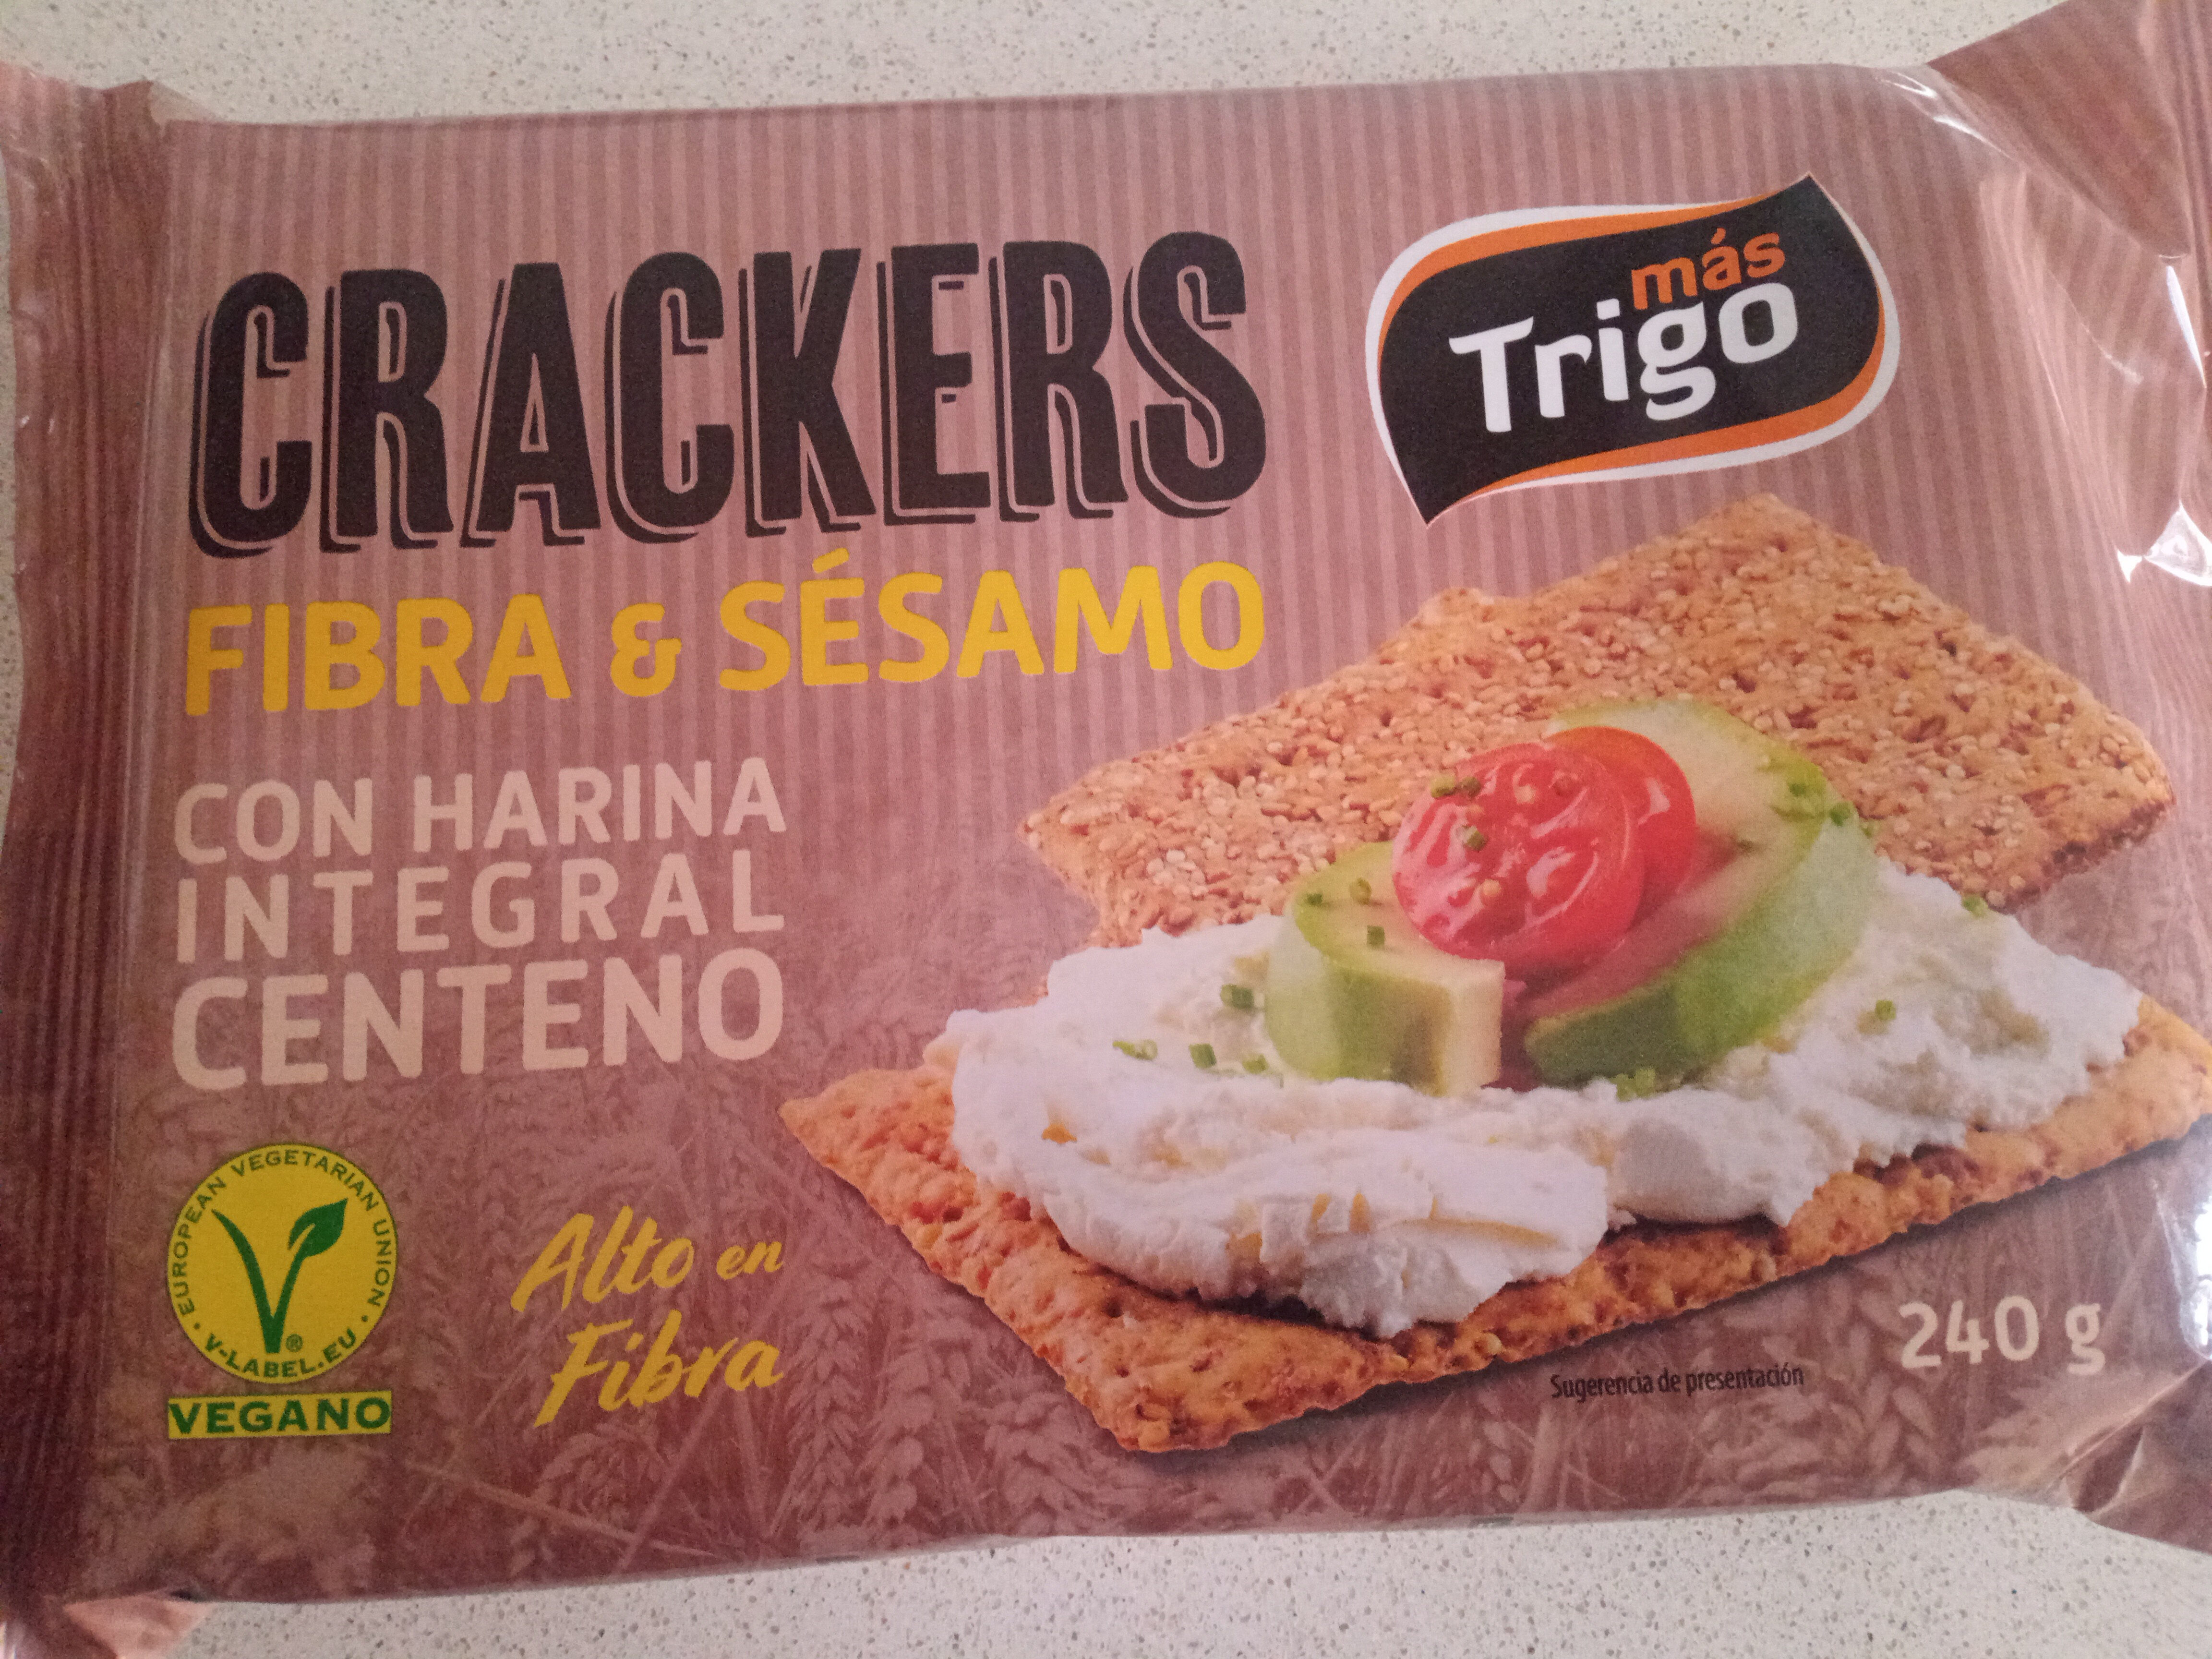 CRACKERS
FIBRA & SÉSAMO
CON HARINA
INTEGRAL
CENTENO
más
Trigo
EUROPEAN VEGETARIAN UNION
V-LABEL.EU
®
VEGANO
Alto en
Fibra
Sugerencia de presentación
240 g